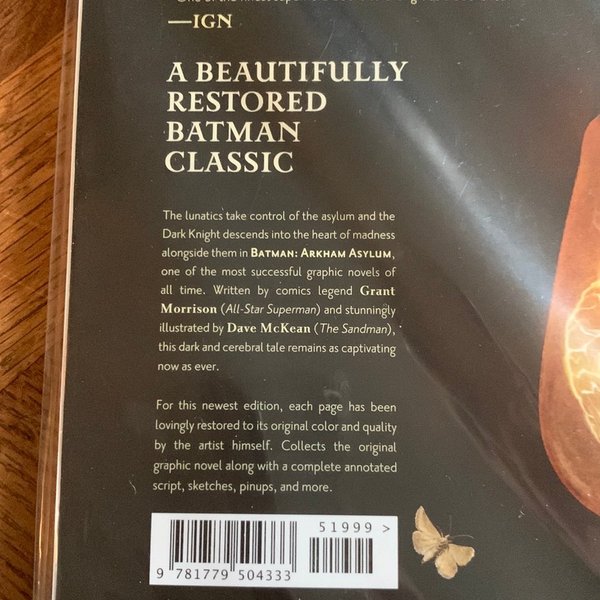 —IGN
A BEAUTIFULLY
RESTORED
BATMAN
CLASSIC
The lunatics take control of the asylum and the
Dark Knight descends into the heart of madness
alongside them in BATMAN: ARKHAM ASYLUM,
one of the most successful graphic novels of
all time. Written by comics legend Grant
Morrison (All-Star Superman) and stunningly
illustrated by Dave McKean (The Sandman),
this dark and cerebral tale remains as captivating
now as ever.
For this newest edition, each page has been
lovingly restored to its original color and quality
by the artist himself. Collects the original
graphic novel along with a complete annotated
script, sketches, pinups, and more.
51999 >
9 781779 504333